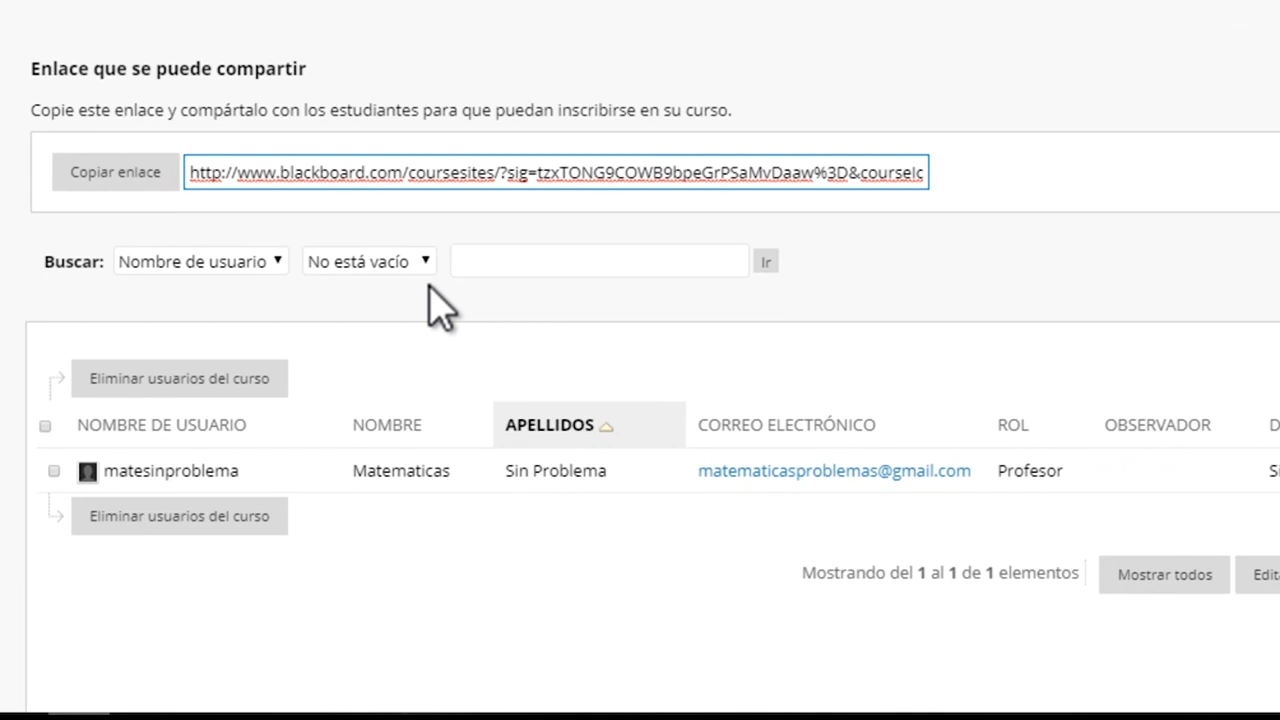 Enlace que se puede compartir
Copie este enlace y compártalo con los estudiantes para que puedan inscribirse en su curso.
Copiar enlace http://www.blackboard.com/coursesites/?sig=tzxTONG9COWB9bpeGrPSaMvDaaw%3D&courselc
Buscar: Nombre de usuario No está vacío Ir
Eliminar usuarios del curso
NOMBRE DE USUARIO NOMBRE APELLIDOS CORREO ELECTRÓNICO ROL OBSERVADOR D
matesinproblema Matematicas Sin Problema matematicasproblemas@gmail.com Profesor Si
Eliminar usuarios del curso
Mostrando del 1 al 1 de 1 elementos Mostrar todos Edit